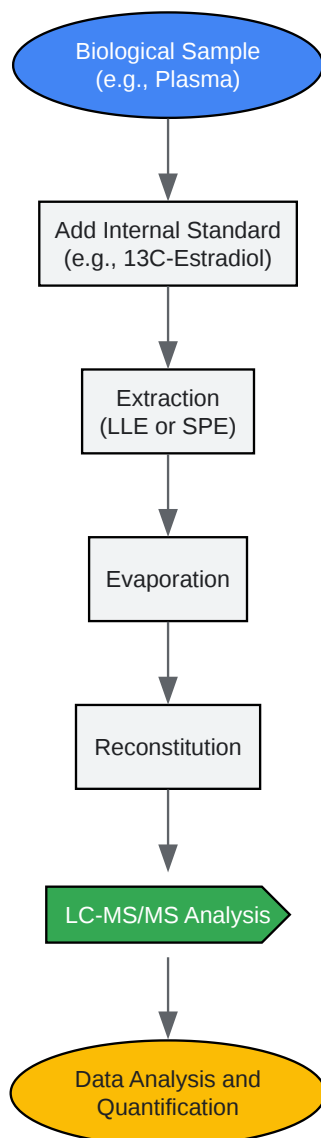 Biological Sample
(e.g., Plasma)
Add Internal Standard
(e.g., 13C-Estradiol)
Extraction
(LLE or SPE)
Evaporation
Reconstitution
LC-MS/MS Analysis
Data Analysis and
Quantification